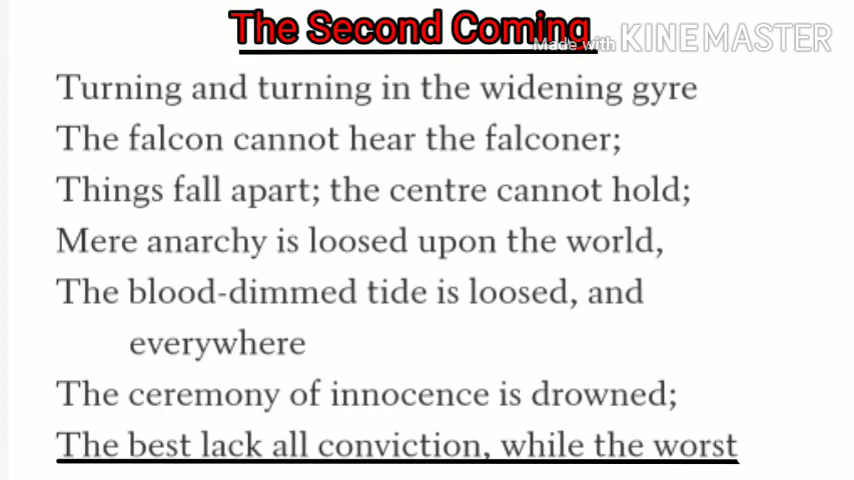 The Second Coming
Made with KINEMASTER
Turning and turning in the widening gyre
The falcon cannot hear the falconer;
Things fall apart; the centre cannot hold;
Mere anarchy is loosed upon the world,
The blood-dimmed tide is loosed, and
everywhere
The ceremony of innocence is drowned;
The best lack all conviction, while the worst